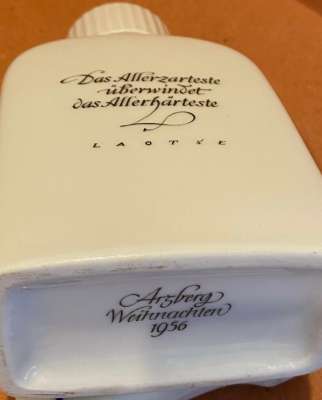 Das Allerzarteste
überwindet
das Allerhärteste
LAOTSE
Arzberg
Weihnachten
1956